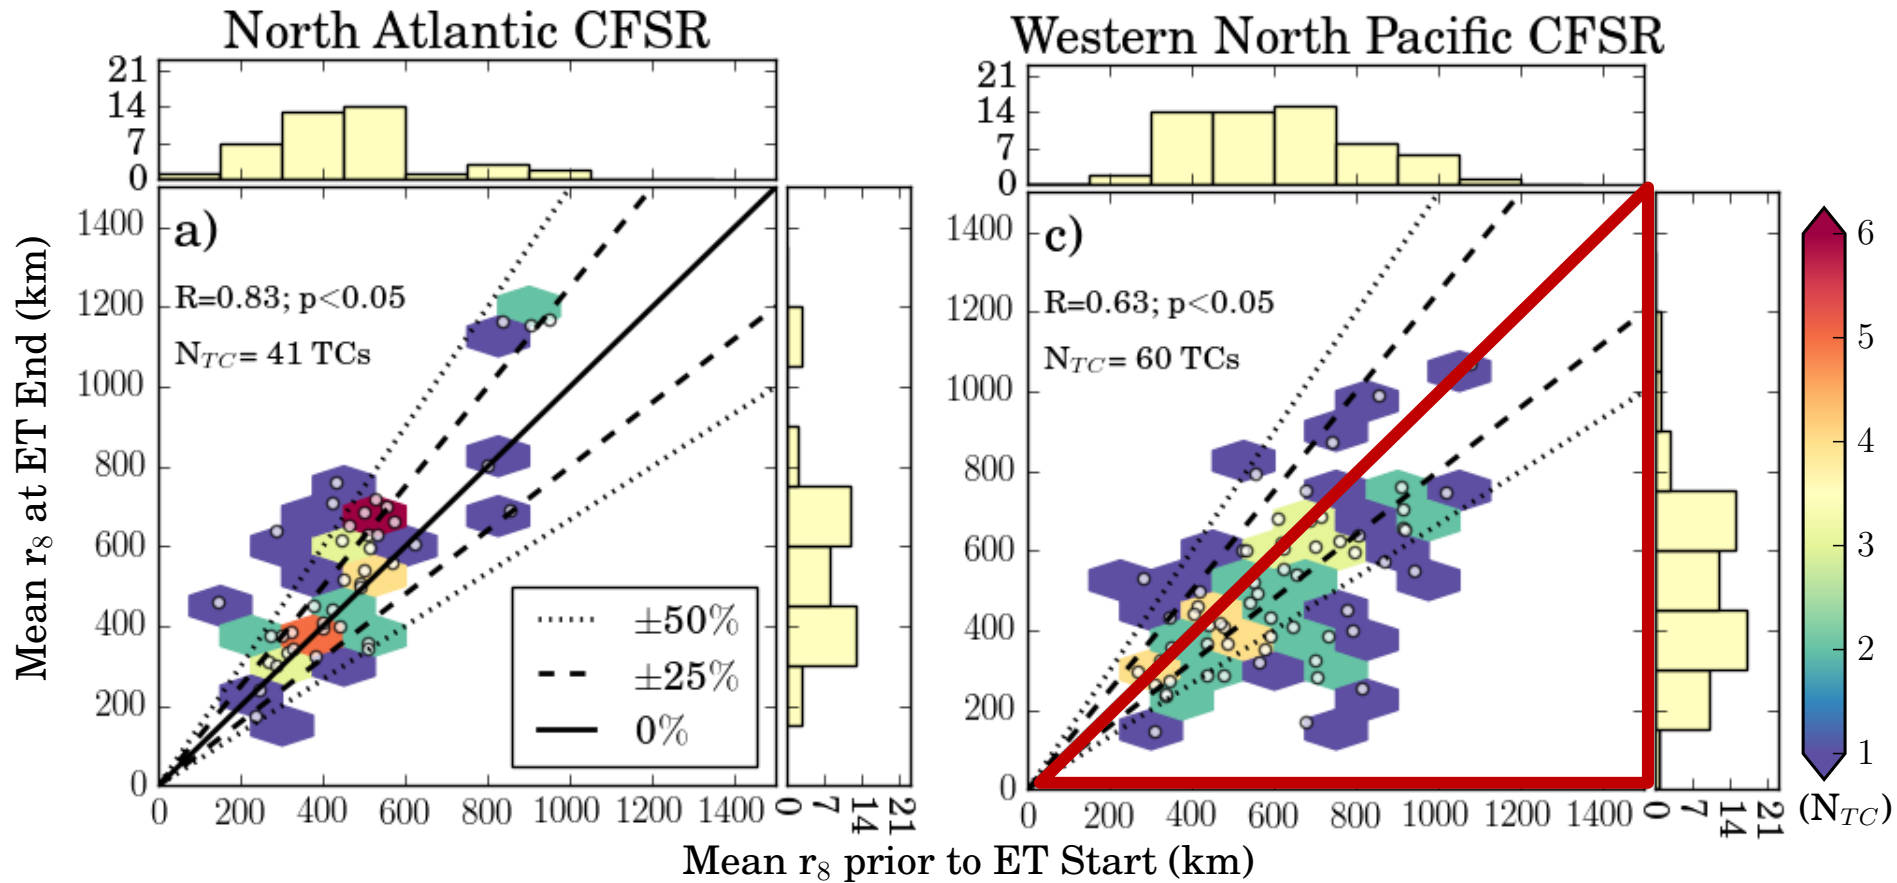 North Atlantic CFSR
21
14
7
0
a)
R=0.83; p<0.05
N_TC= 41 TCs
±50%
±25%
0%
1400
1200
1000
800
600
400
200
0
0 200 400 600 800 1000 1200 1400
0 7 14 21
Western North Pacific CFSR
21
14
7
0
c)
R=0.63; p<0.05
N_TC= 60 TCs
1400
1200
1000
800
600
400
200
0
0 200 400 600 800 1000 1200 1400
0 7 14 21
6
5
4
3
2
1
(N_TC)
Mean r_8 at ET End (km)
Mean r_8 prior to ET Start (km)